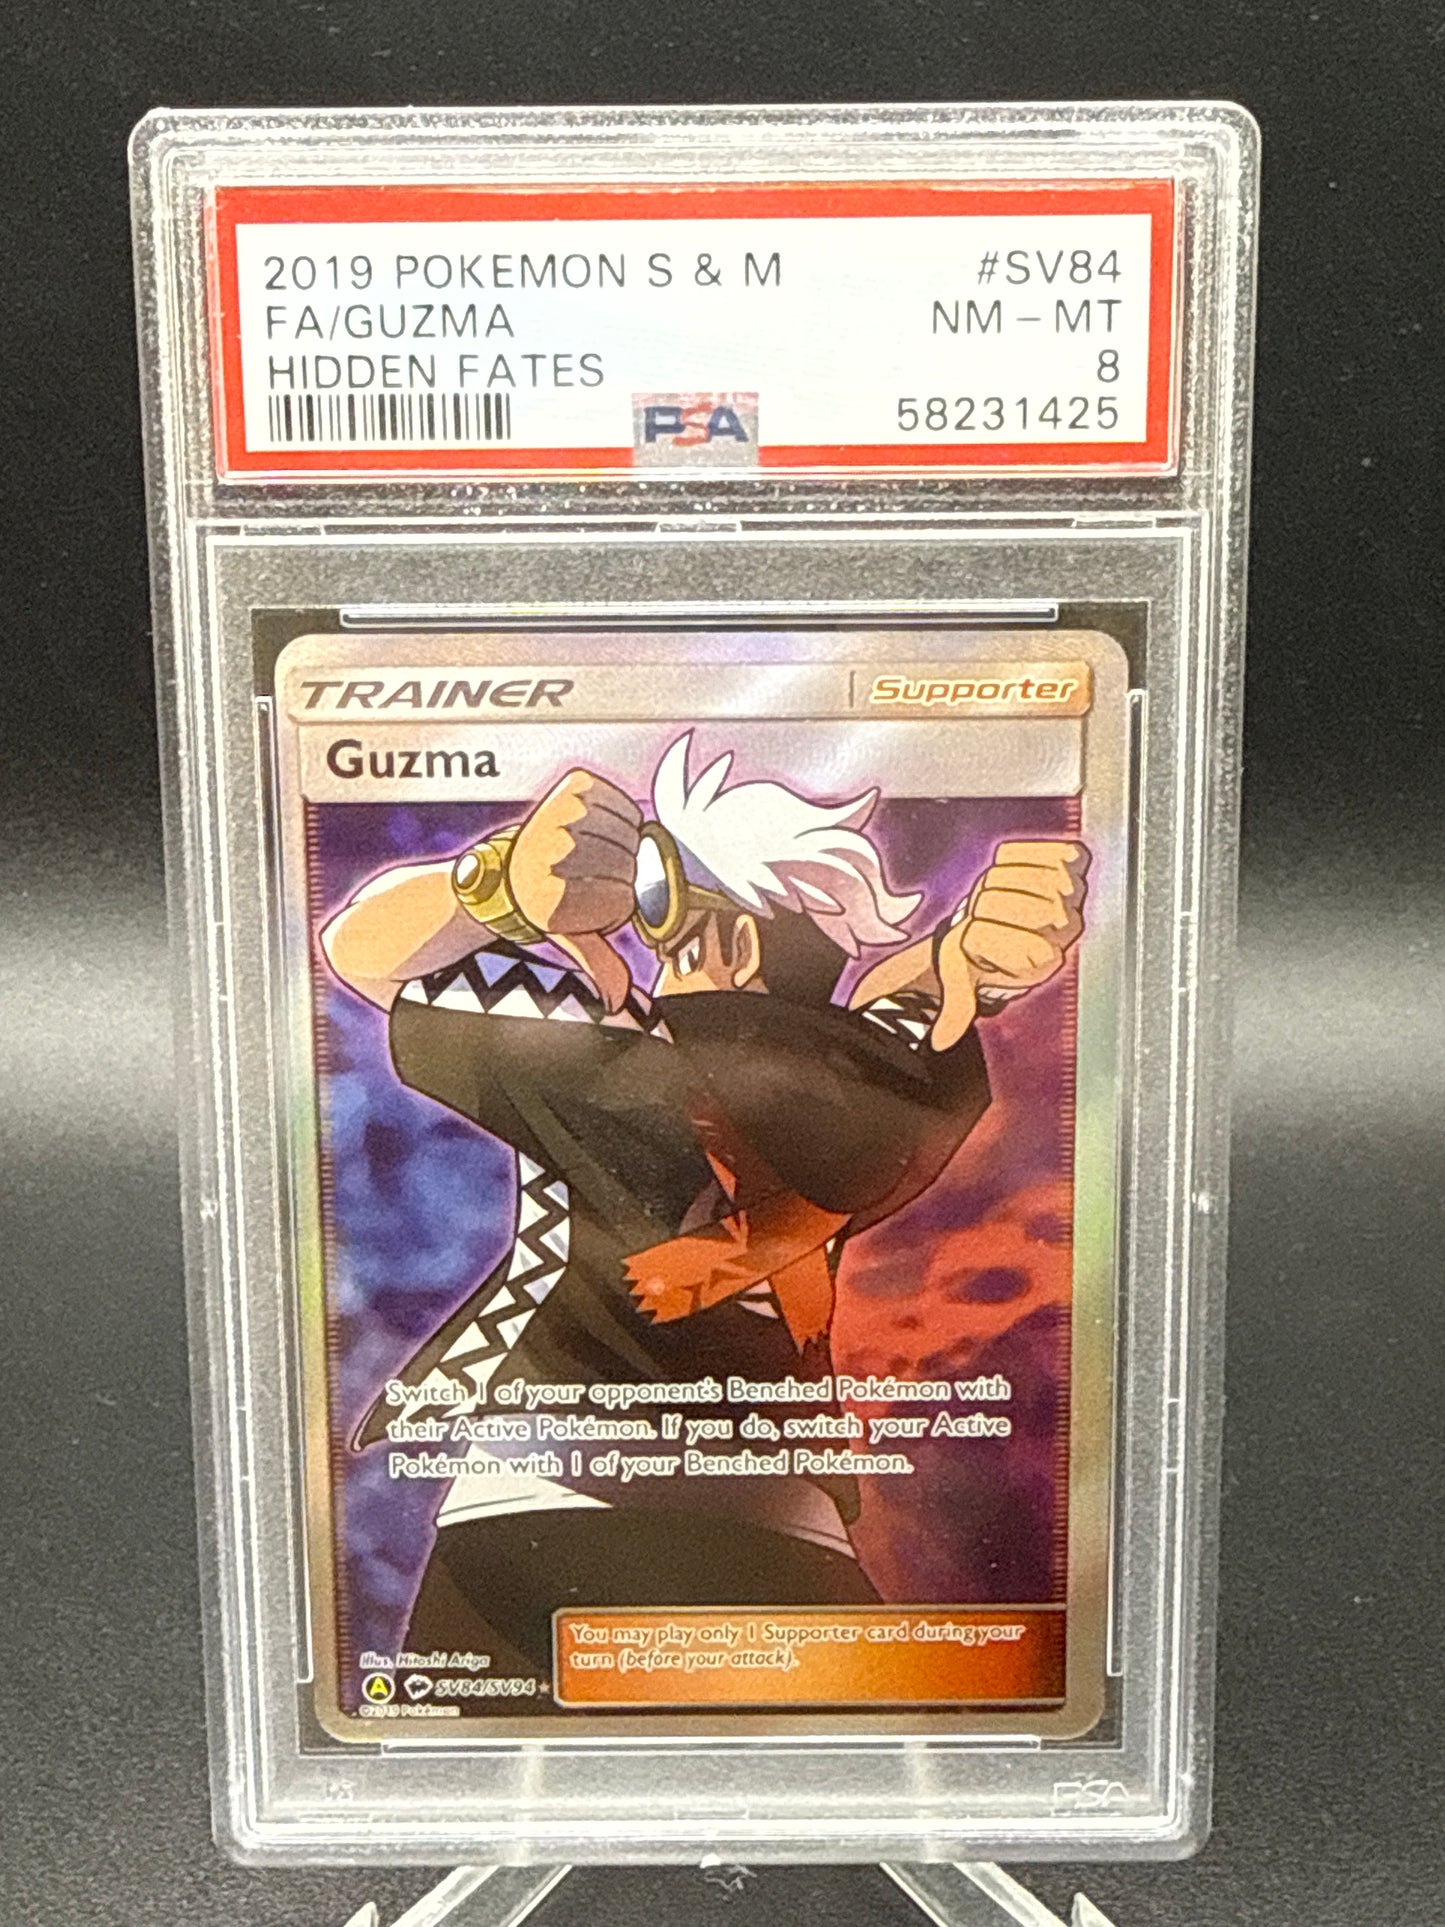 2019 POKEMON S & M #SV84
FA/GUZMA NM - MT
HIDDEN FATES 8
PSA 58231425
TRAINER Supporter
Guzma
Switch 1 of your opponent's Benched Pokémon with
their Active Pokémon. If you do, switch your Active
Pokémon with 1 of your Benched Pokémon.
You may play only 1 Supporter card during your
turn (before your attack).
Illus. Hitoshi Ariga
A SV84/SV94
©2019 Pokémon
PSA